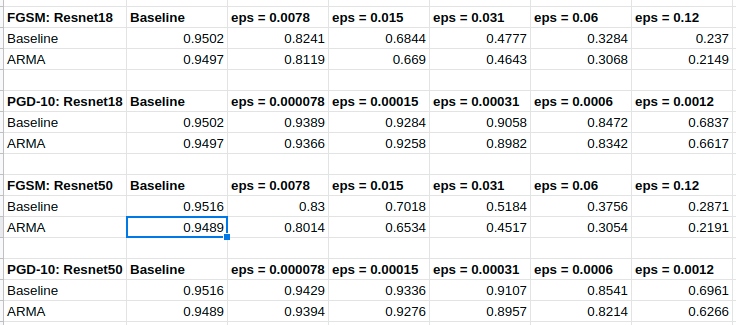 FGSM: Resnet18 Baseline eps = 0.0078 eps = 0.015 eps = 0.031 eps = 0.06 eps = 0.12
Baseline 0.9502 0.8241 0.6844 0.4777 0.3284 0.237
ARMA 0.9497 0.8119 0.669 0.4643 0.3068 0.2149
PGD-10: Resnet18 Baseline eps = 0.000078 eps = 0.00015 eps = 0.00031 eps = 0.0006 eps = 0.0012
Baseline 0.9502 0.9389 0.9284 0.9058 0.8472 0.6837
ARMA 0.9497 0.9366 0.9258 0.8982 0.8342 0.6617
FGSM: Resnet50 Baseline eps = 0.0078 eps = 0.015 eps = 0.031 eps = 0.06 eps = 0.12
Baseline 0.9516 0.83 0.7018 0.5184 0.3756 0.2871
ARMA 0.9489 0.8014 0.6534 0.4517 0.3054 0.2191
PGD-10: Resnet50 Baseline eps = 0.000078 eps = 0.00015 eps = 0.00031 eps = 0.0006 eps = 0.0012
Baseline 0.9516 0.9429 0.9336 0.9107 0.8541 0.6961
ARMA 0.9489 0.9394 0.9276 0.8957 0.8214 0.6266